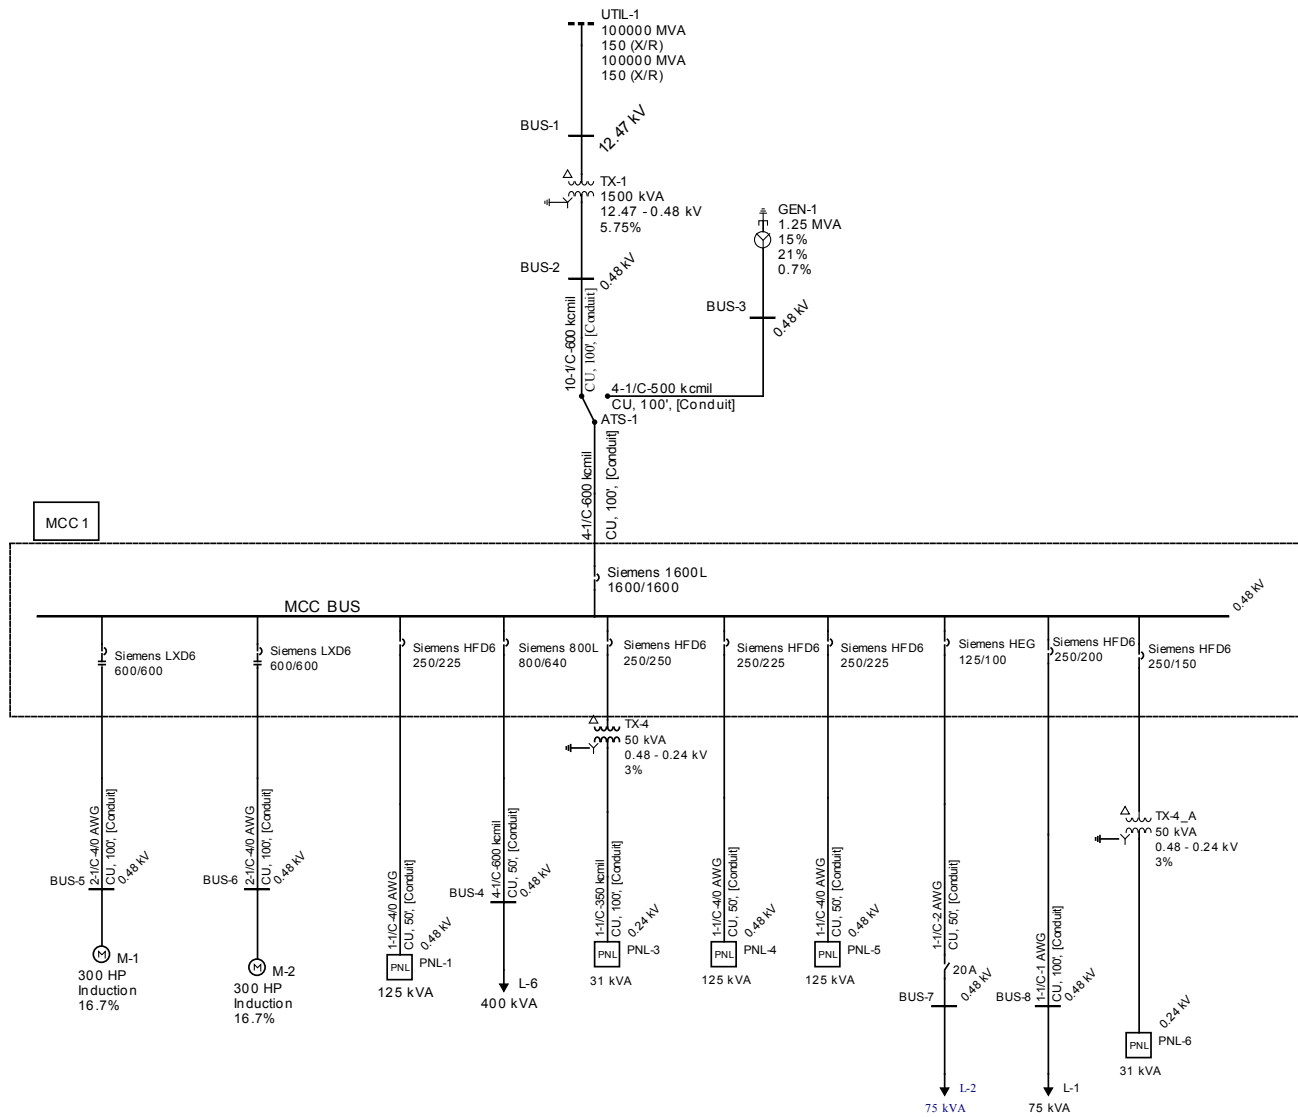 UTIL-1
100000 MVA
150 (X/R)
100000 MVA
150 (X/R)
BUS-1
12.47 kV
TX-1
1500 kVA
12.47 - 0.48 kV
5.75%
GEN-1
1.25 MVA
15%
21%
0.7%
BUS-2
0.48 kV
BUS-3
0.48 kV
10-1/C-600 kcmil
CU, 100', [Conduit]
4-1/C-500 kcmil
CU, 100', [Conduit]
ATS-1
4-1/C-600 kcmil
CU, 100', [Conduit]
MCC 1
Siemens 1600L
1600/1600
MCC BUS
0.48 kV
Siemens LXD6
600/600
Siemens LXD6
600/600
Siemens HFD6
250/225
Siemens 800L
800/640
Siemens HFD6
250/250
Siemens HFD6
250/225
Siemens HFD6
250/225
Siemens HEG
125/100
Siemens HFD6
250/200
Siemens HFD6
250/150
TX-4
50 kVA
0.48 - 0.24 kV
3%
TX-4_A
50 kVA
0.48 - 0.24 kV
3%
2-1/C-4/0 AWG
CU, 100', [Conduit]
BUS-5
0.48 kV
M
M-1
300 HP
Induction
16.7%
2-1/C-4/0 AWG
CU, 100', [Conduit]
BUS-6
0.48 kV
M
M-2
300 HP
Induction
16.7%
1-1/C-4/0 AWG
CU, 50', [Conduit]
0.48 kV
PNL
PNL-1
125 kVA
4-1/C-600 kcmil
CU, 50', [Conduit]
BUS-4
0.48 kV
L-6
400 kVA
1-1/C-350 kcmil
CU, 100', [Conduit]
0.24 kV
PNL
PNL-3
31 kVA
1-1/C-4/0 AWG
CU, 50', [Conduit]
0.48 kV
PNL
PNL-4
125 kVA
1-1/C-4/0 AWG
CU, 50', [Conduit]
0.48 kV
PNL
PNL-5
125 kVA
1-1/C-2 AWG
CU, 50', [Conduit]
20A
BUS-7
0.48 kV
L-2
75 kVA
1-1/C-1 AWG
CU, 100', [Conduit]
BUS-8
0.48 kV
L-1
75 kVA
0.24 kV
PNL
PNL-6
31 kVA